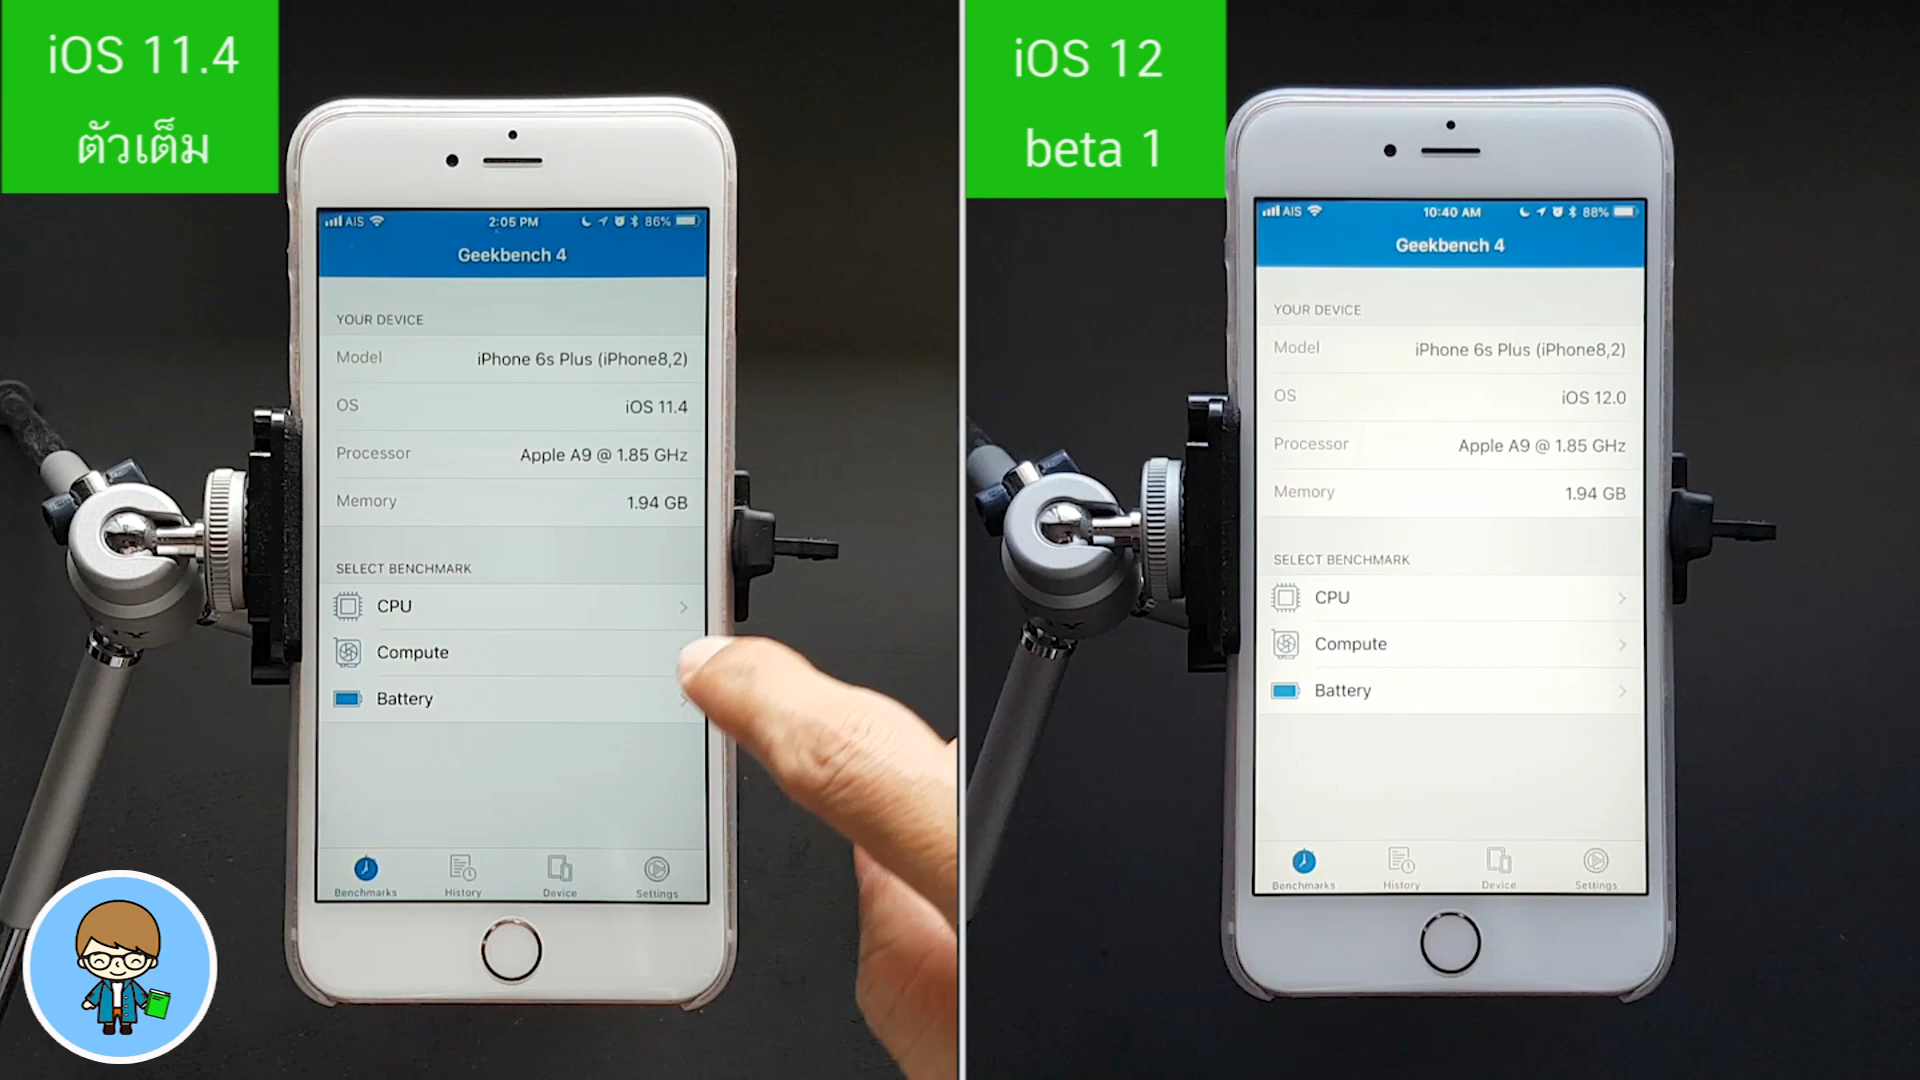 iOS 11.4
ตัวเต็ม
AIS 2:05 PM 86%
Geekbench 4
YOUR DEVICE
Model iPhone 6s Plus (iPhone8,2)
OS iOS 11.4
Processor Apple A9 @ 1.85 GHz
Memory 1.94 GB
SELECT BENCHMARK
CPU
Compute
Battery
Benchmarks History Device Settings
iOS 12
beta 1
AIS 10:40 AM 88%
Geekbench 4
YOUR DEVICE
Model iPhone 6s Plus (iPhone8,2)
OS iOS 12.0
Processor Apple A9 @ 1.85 GHz
Memory 1.94 GB
SELECT BENCHMARK
CPU
Compute
Battery
Benchmarks History Device Settings